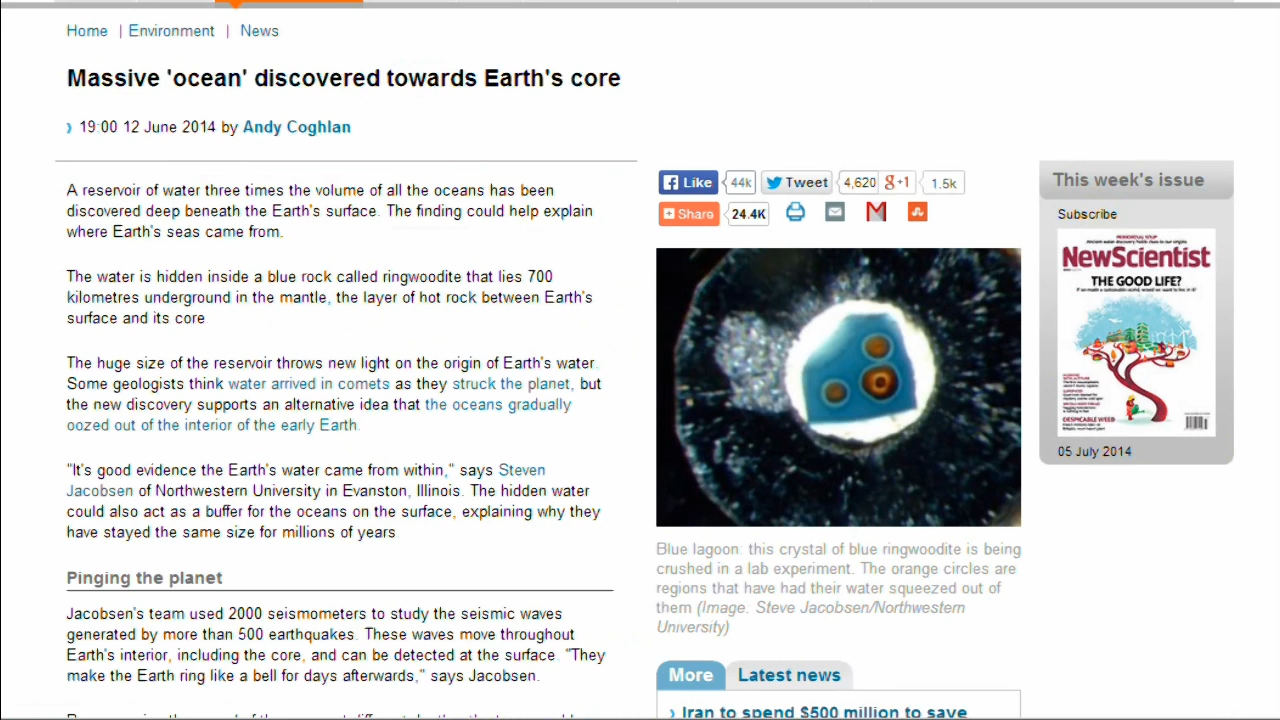 Home | Environment | News
Massive 'ocean' discovered towards Earth's core
19:00 12 June 2014 by Andy Coghlan
A reservoir of water three times the volume of all the oceans has been
discovered deep beneath the Earth's surface. The finding could help explain
where Earth's seas came from.
The water is hidden inside a blue rock called ringwoodite that lies 700
kilometres underground in the mantle, the layer of hot rock between Earth's
surface and its core
The huge size of the reservoir throws new light on the origin of Earth's water.
Some geologists think water arrived in comets as they struck the planet, but
the new discovery supports an alternative idea that the oceans gradually
oozed out of the interior of the early Earth.
"It's good evidence the Earth's water came from within," says Steven
Jacobsen of Northwestern University in Evanston, Illinois. The hidden water
could also act as a buffer for the oceans on the surface, explaining why they
have stayed the same size for millions of years
Pinging the planet
Jacobsen's team used 2000 seismometers to study the seismic waves
generated by more than 500 earthquakes. These waves move throughout
Earth's interior, including the core, and can be detected at the surface "They
make the Earth ring like a bell for days afterwards," says Jacobsen.
Like 44k Tweet 4,620 g+1 1.5k
Share 24.4K
Blue lagoon: this crystal of blue ringwoodite is being
crushed in a lab experiment. The orange circles are
regions that have had their water squeezed out of
them (Image. Steve Jacobsen/Northwestern
University)
More Latest news
Iran to spend $500 million to save
This week's issue
Subscribe
NewScientist
THE GOOD LIFE?
DESPICABLE WEED
05 July 2014